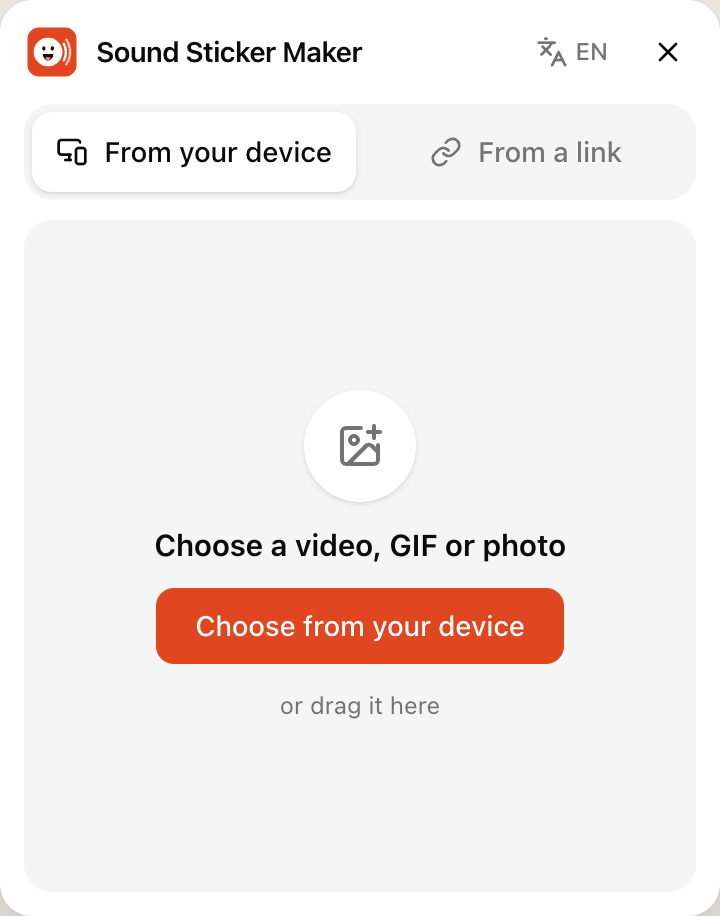 Sound Sticker Maker
EN
From your device
From a link
Choose a video, GIF or photo
Choose from your device
or drag it here